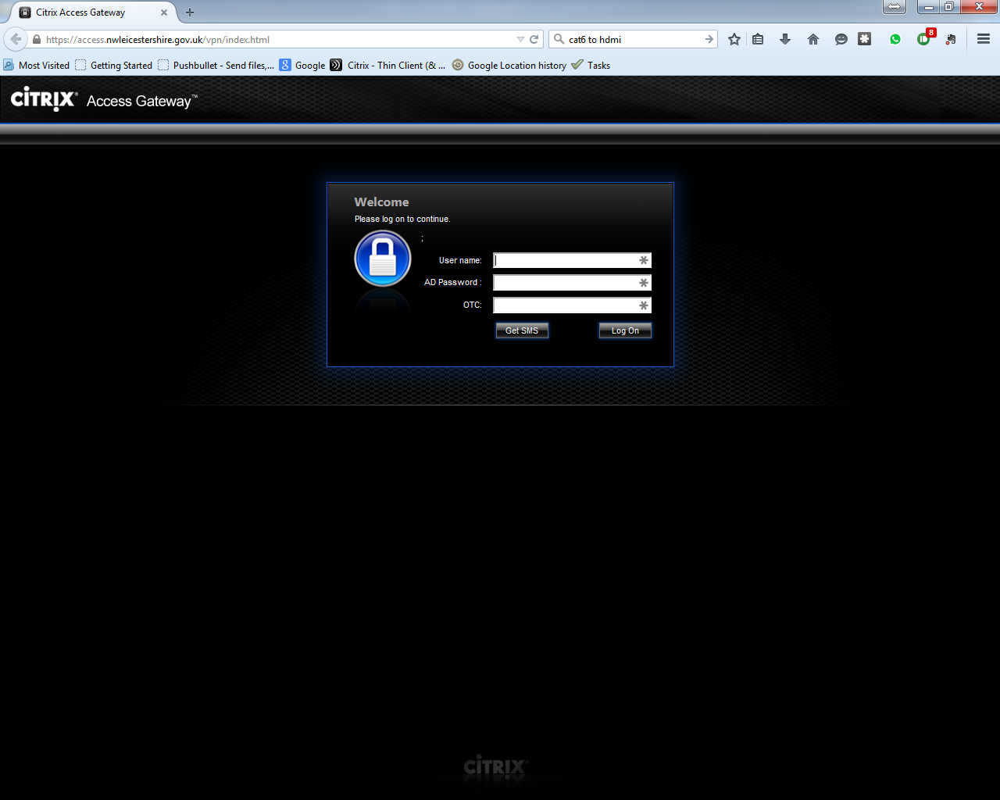 Citrix Access Gateway
https://access.nwleicestershire.gov.uk/vpn/index.html
cat6 to hdmi
8
Most Visited Getting Started Pushbullet - Send files,... Google Citrix - Thin Client (& ... Google Location history Tasks
CiTRIX® Access Gateway™
Welcome
Please log on to continue.
;
User name:
AD Password :
OTC:
Get SMS Log On
CiTRIX®